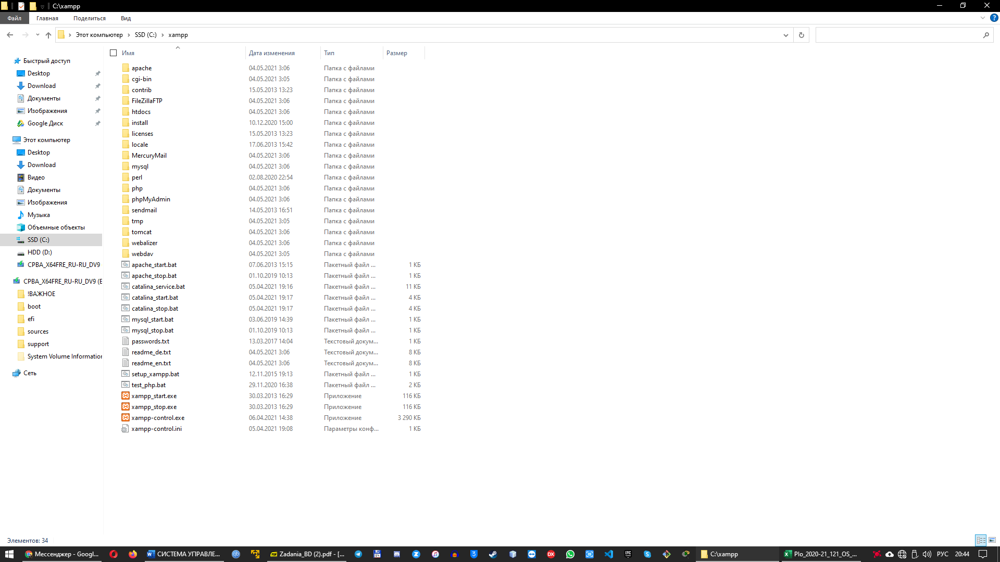 C:\xampp
Файл Главная Поделиться Вид
Этот компьютер SSD (C:) xampp
Имя Дата изменения Тип Размер
Быстрый доступ
Desktop
Download
Документы
Изображения
Google Диск
Этот компьютер
Desktop
Download
Видео
Документы
Изображения
Музыка
Объемные объекты
SSD (C:)
HDD (D:)
CPBA_X64FRE_RU-RU_DV9
CPBA_X64FRE_RU-RU_DV9 (E
!ВАЖНОЕ
boot
efi
sources
support
System Volume Information
Сеть
apache 04.05.2021 3:06 Папка с файлами
cgi-bin 04.05.2021 3:05 Папка с файлами
contrib 15.05.2013 13:23 Папка с файлами
FileZillaFTP 04.05.2021 3:06 Папка с файлами
htdocs 04.05.2021 3:06 Папка с файлами
install 10.12.2020 15:00 Папка с файлами
licenses 15.05.2013 13:23 Папка с файлами
locale 17.06.2013 15:42 Папка с файлами
MercuryMail 04.05.2021 3:06 Папка с файлами
mysql 04.05.2021 3:06 Папка с файлами
perl 02.08.2020 22:54 Папка с файлами
php 04.05.2021 3:06 Папка с файлами
phpMyAdmin 04.05.2021 3:06 Папка с файлами
sendmail 14.05.2013 16:51 Папка с файлами
tmp 04.05.2021 3:05 Папка с файлами
tomcat 04.05.2021 3:06 Папка с файлами
webalizer 04.05.2021 3:06 Папка с файлами
webdav 04.05.2021 3:05 Папка с файлами
apache_start.bat 07.06.2013 15:15 Пакетный файл ... 1 КБ
apache_stop.bat 01.10.2019 10:13 Пакетный файл ... 1 КБ
catalina_service.bat 05.04.2021 19:16 Пакетный файл ... 11 КБ
catalina_start.bat 05.04.2021 19:17 Пакетный файл ... 4 КБ
catalina_stop.bat 05.04.2021 19:17 Пакетный файл ... 4 КБ
mysql_start.bat 03.06.2019 14:39 Пакетный файл ... 1 КБ
mysql_stop.bat 01.10.2019 10:13 Пакетный файл ... 1 КБ
passwords.txt 13.03.2017 14:04 Текстовый докум... 1 КБ
readme_de.txt 04.05.2021 3:06 Текстовый докум... 8 КБ
readme_en.txt 04.05.2021 3:06 Текстовый докум... 8 КБ
setup_xampp.bat 12.11.2015 19:13 Пакетный файл ... 1 КБ
test_php.bat 29.11.2020 16:38 Пакетный файл ... 2 КБ
xampp_start.exe 30.03.2013 16:29 Приложение 116 КБ
xampp_stop.exe 30.03.2013 16:29 Приложение 116 КБ
xampp-control.exe 06.04.2021 14:38 Приложение 3 290 КБ
xampp-control.ini 05.04.2021 19:08 Параметры конф... 1 КБ
Элементов: 34
Мессенджер - Googl... СИСТЕМА УПРАВЛЕ... Zadania_BD (2).pdf - [... C:\xampp Plo_2020-21_121_OS_... РУС 20:44